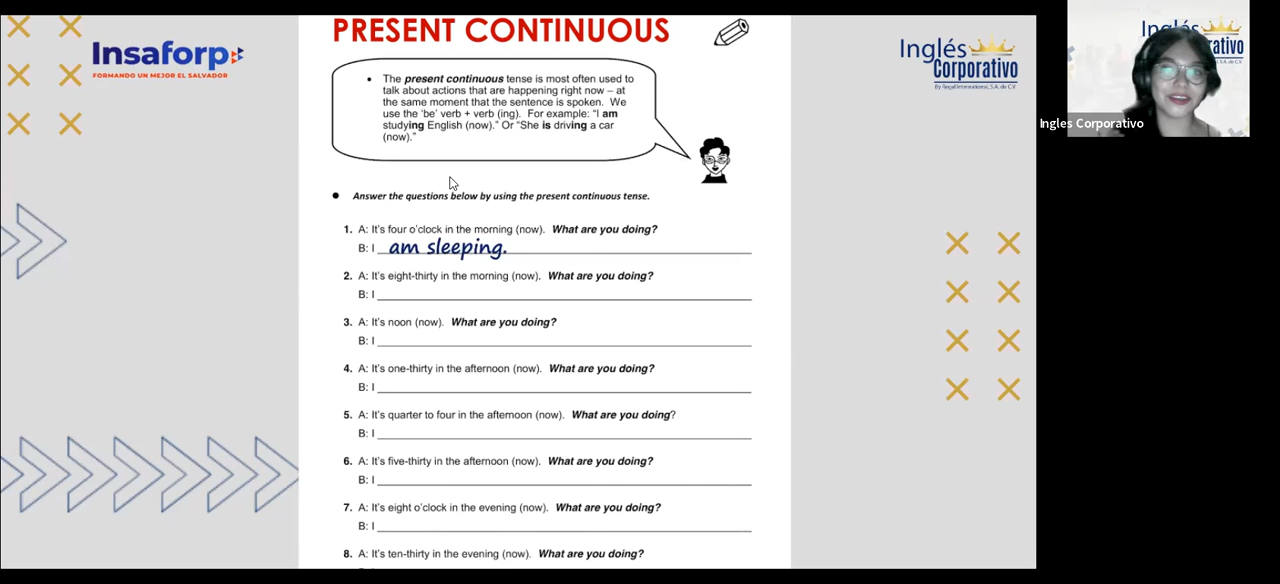 PRESENT CONTINUOUS
Insaforp
FORMANDO UN MEJOR EL SALVADOR
Inglés
Corporativo
By Regal International, S.A. de C.V.
• The present continuous tense is most often used to
talk about actions that are happening right now – at
the same moment that the sentence is spoken. We
use the 'be' verb + verb (ing). For example: "I am
studying English (now)." Or "She is driving a car
(now)."
● Answer the questions below by using the present continuous tense.
1. A: It's four o'clock in the morning (now). What are you doing?
B: I am sleeping.
2. A: It's eight-thirty in the morning (now). What are you doing?
B: I
3. A: It's noon (now). What are you doing?
B: I
4. A: It's one-thirty in the afternoon (now). What are you doing?
B: I
5. A: It's quarter to four in the afternoon (now). What are you doing?
B: I
6. A: It's five-thirty in the afternoon (now). What are you doing?
B: I
7. A: It's eight o'clock in the evening (now). What are you doing?
B: I
8. A: It's ten-thirty in the evening (now). What are you doing?
Inglés
Ingles Corporativo